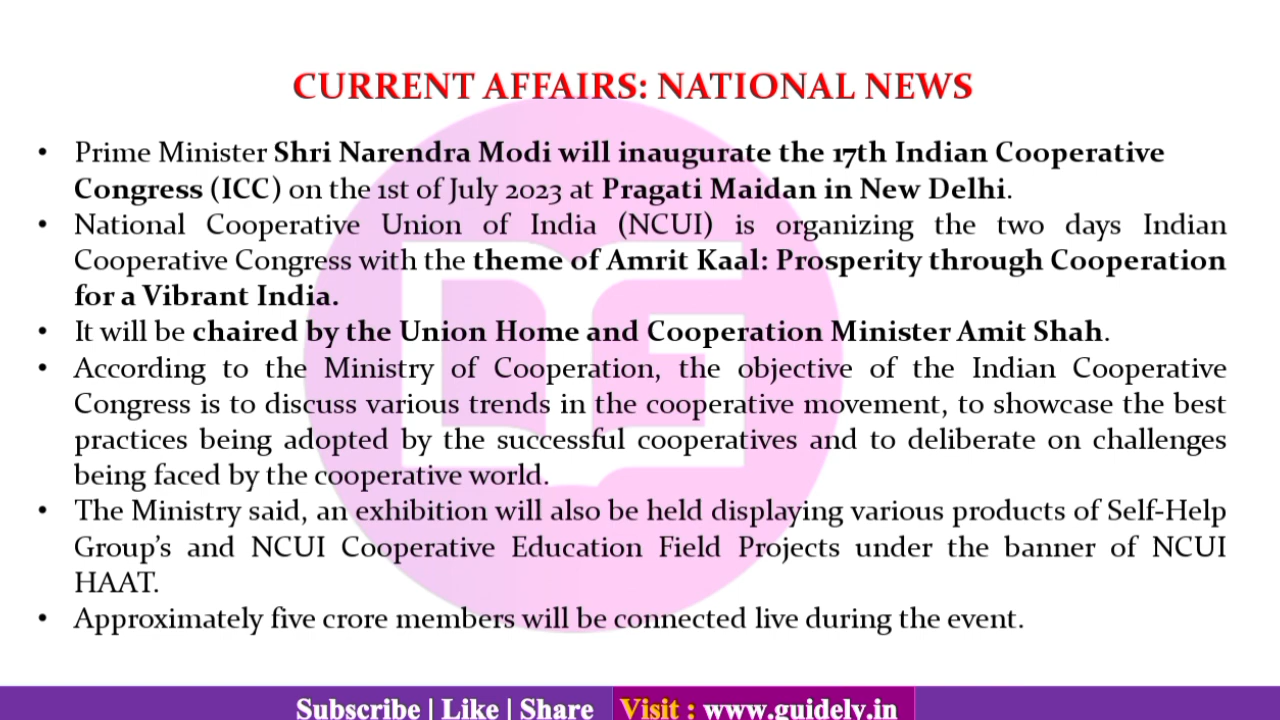 CURRENT AFFAIRS: NATIONAL NEWS
• Prime Minister Shri Narendra Modi will inaugurate the 17th Indian Cooperative
Congress (ICC) on the 1st of July 2023 at Pragati Maidan in New Delhi.
• National Cooperative Union of India (NCUI) is organizing the two days Indian
Cooperative Congress with the theme of Amrit Kaal: Prosperity through Cooperation
for a Vibrant India.
• It will be chaired by the Union Home and Cooperation Minister Amit Shah.
• According to the Ministry of Cooperation, the objective of the Indian Cooperative
Congress is to discuss various trends in the cooperative movement, to showcase the best
practices being adopted by the successful cooperatives and to deliberate on challenges
being faced by the cooperative world.
• The Ministry said, an exhibition will also be held displaying various products of Self-Help
Group's and NCUI Cooperative Education Field Projects under the banner of NCUI
HAAT.
• Approximately five crore members will be connected live during the event.
Subscribe | Like | Share Visit : www.guidely.in